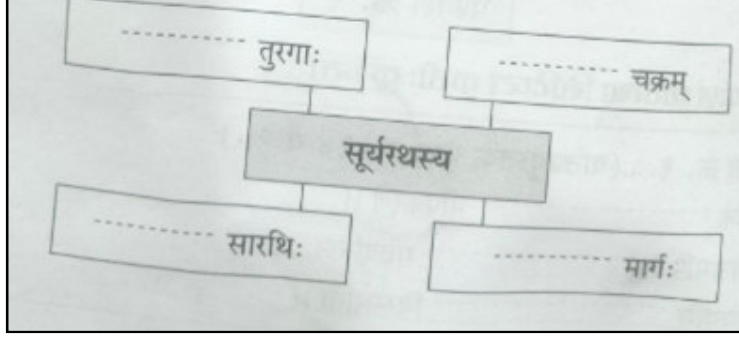 ---------- तुरगाः
---------- चक्रम्
सूर्यरथस्य
---------- सारथिः
---------- मार्गः